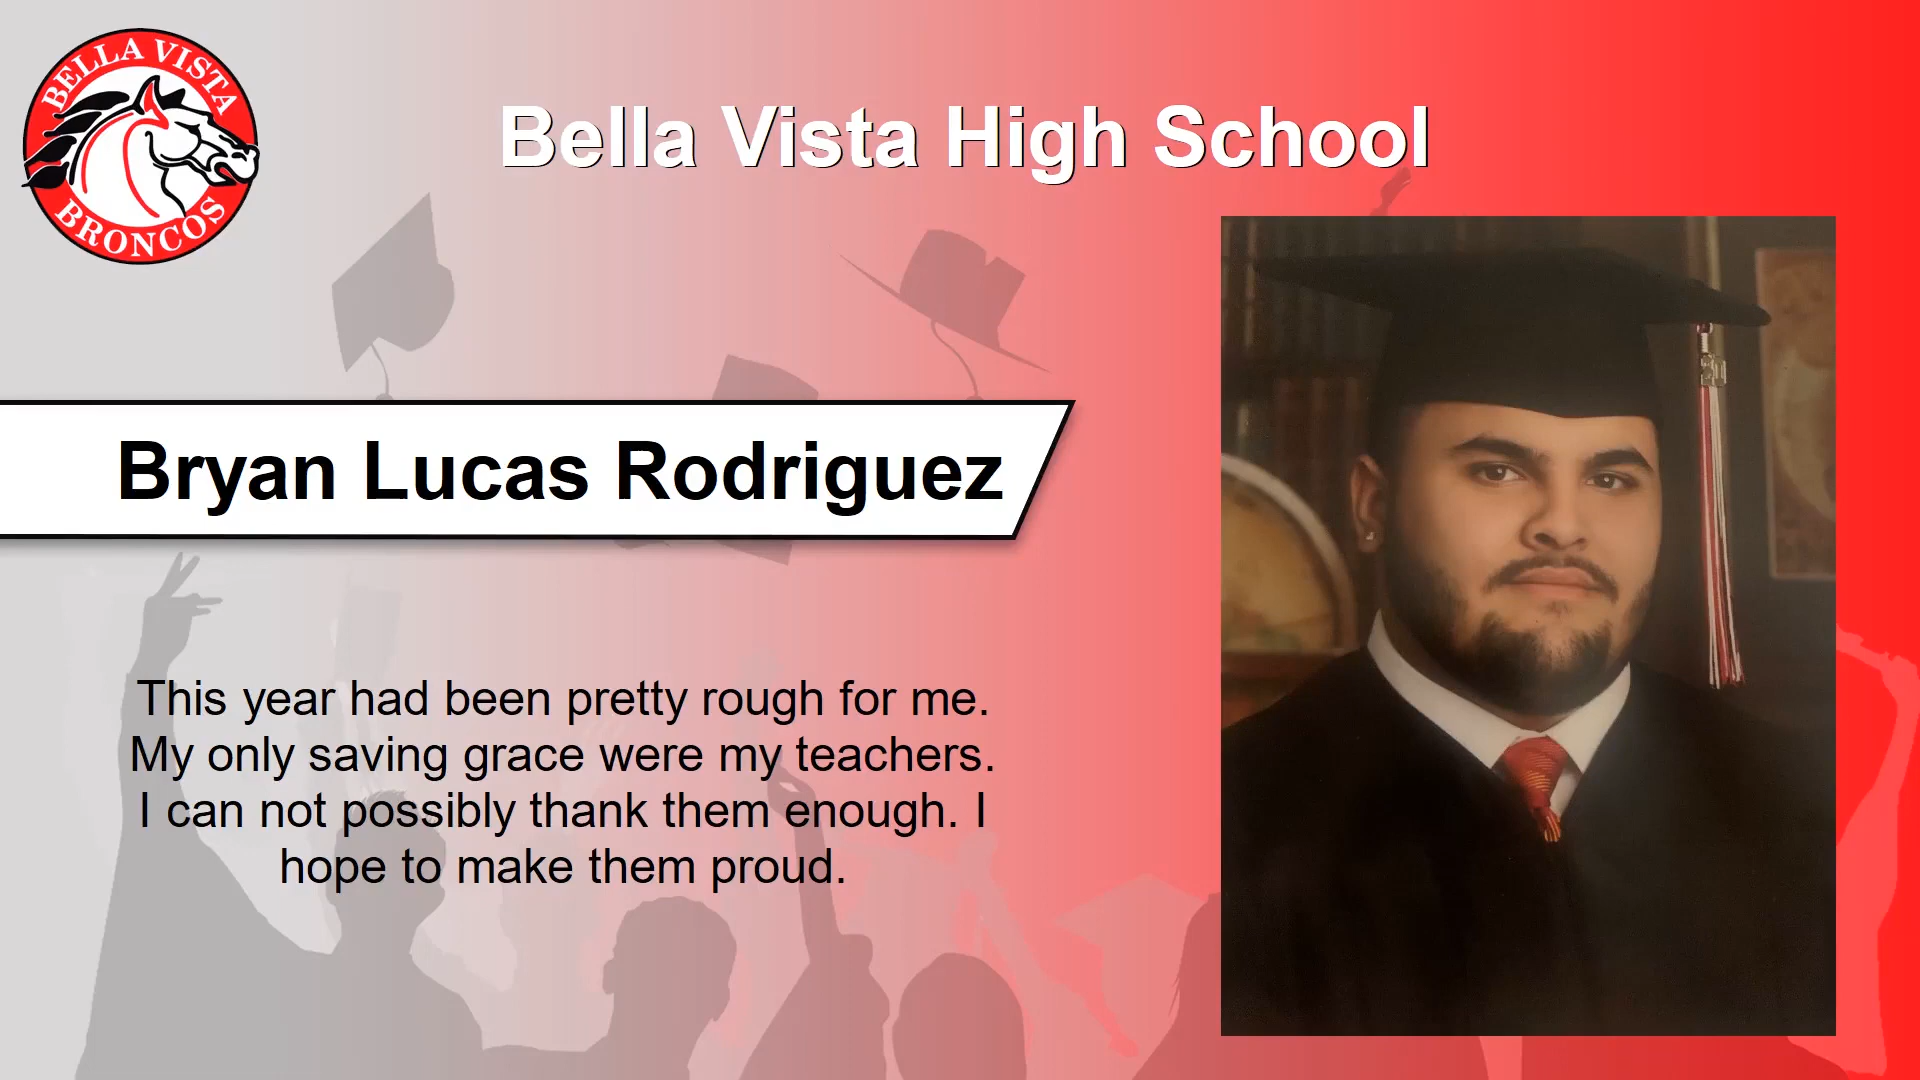 BELLA VISTA
BRONCOS
Bella Vista High School
Bryan Lucas Rodriguez
This year had been pretty rough for me.
My only saving grace were my teachers.
I can not possibly thank them enough. I
hope to make them proud.